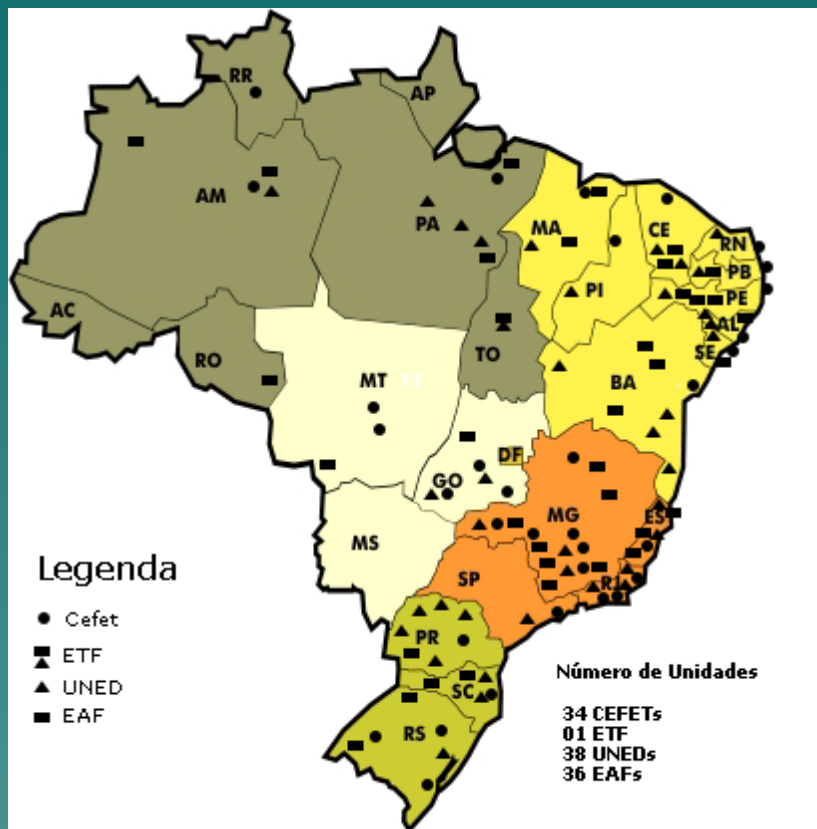 RR
AP
AM
PA
MA
CE
RN
PB
PI
PE
AC
AL
TO
SE
RO
BA
MT 13
DF
GO
MG
ES
MS
SP
RJ
PR
SC
RS
Legenda
Cefet
ETF
UNED
EAF
Número de Unidades
34 CEFETs
01 ETF
38 UNEDs
36 EAFs